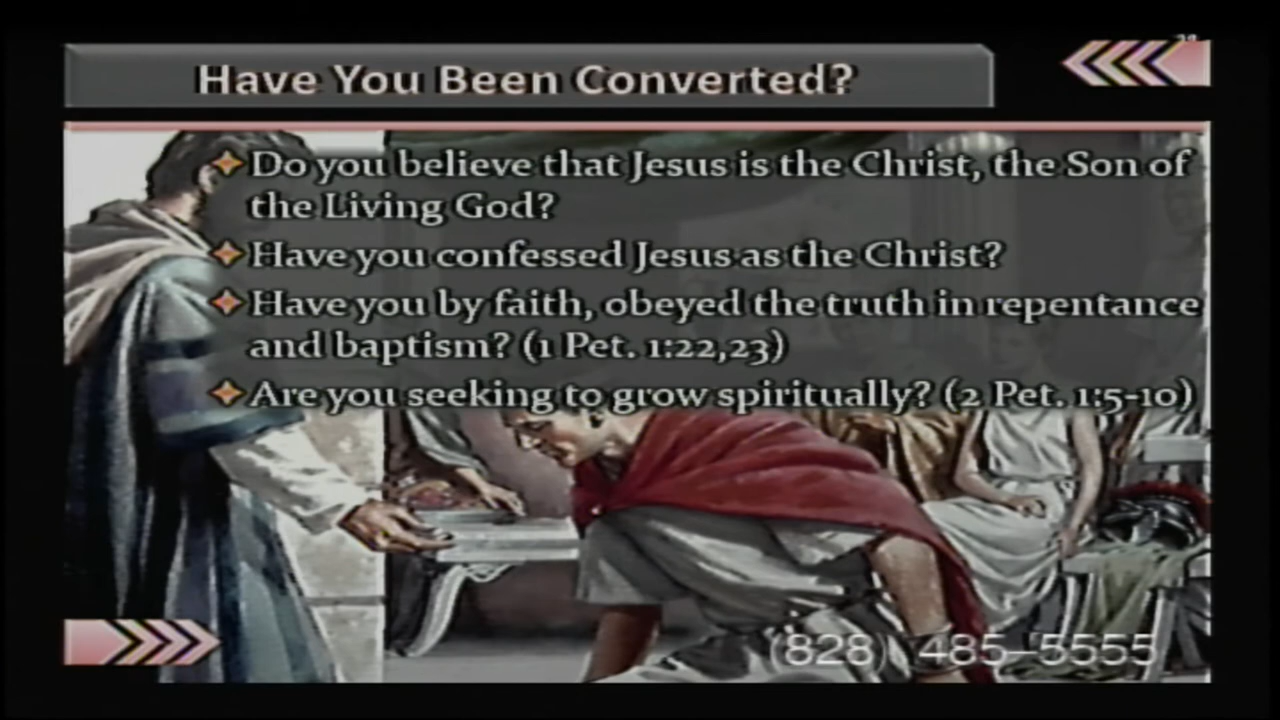 Have You Been Converted?
Do you believe that Jesus is the Christ, the Son of
the Living God?
Have you confessed Jesus as the Christ?
Have you by faith, obeyed the truth in repentance
and baptism? (1 Pet. 1:22,23)
Are you seeking to grow spiritually? (2 Pet. 1:5-10)
(828) 485-5555